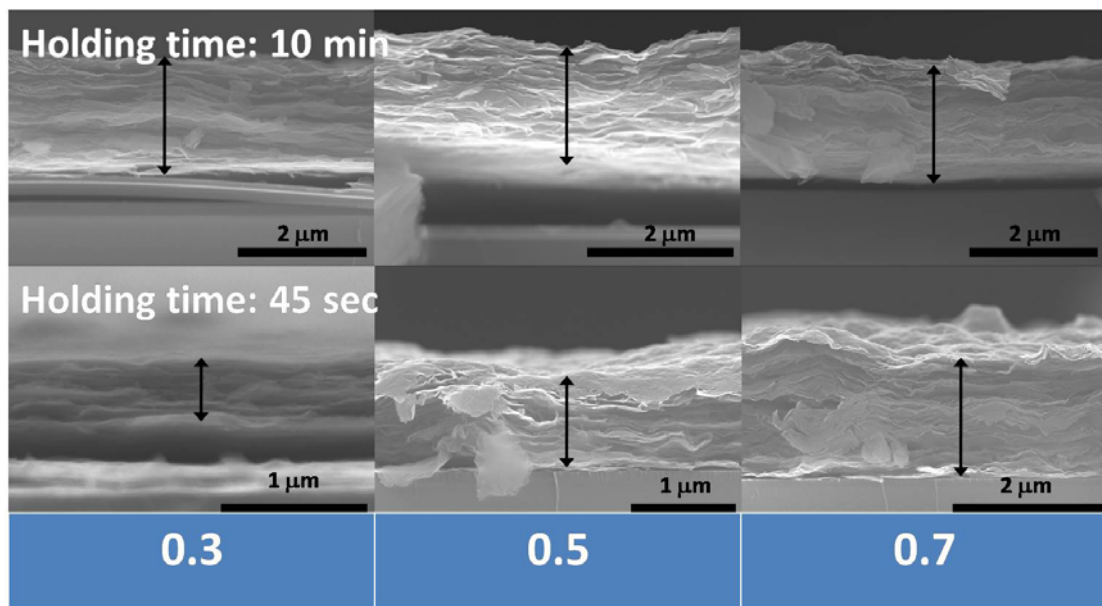 Holding time: 10 min
2 μm
2 μm
2 μm
Holding time: 45 sec
1 μm
1 μm
2 μm
0.3
0.5
0.7